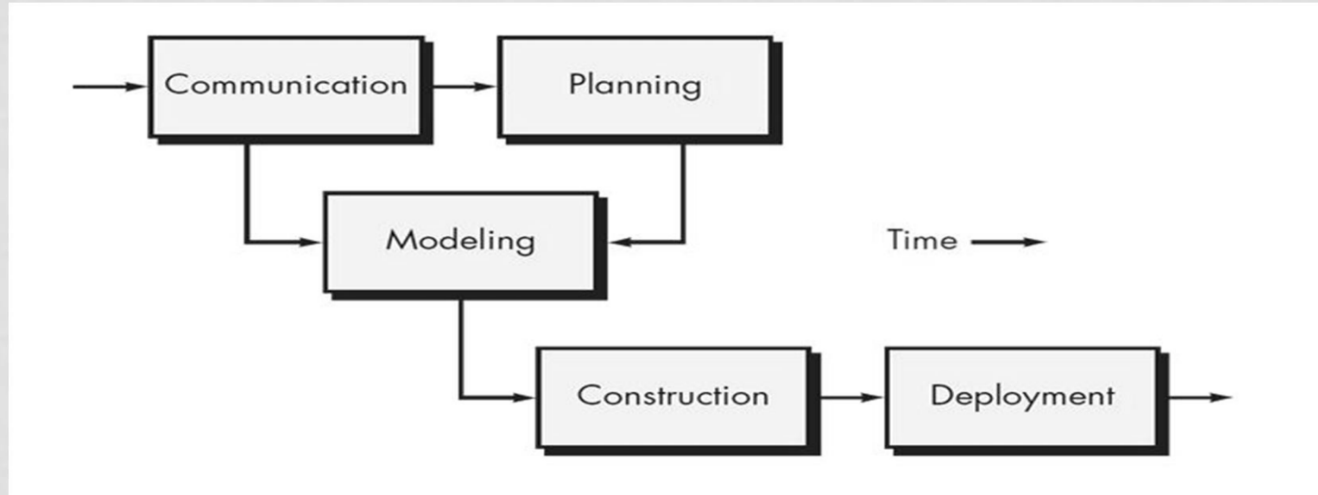 Communication
Planning
Modeling
Time
Construction
Deployment